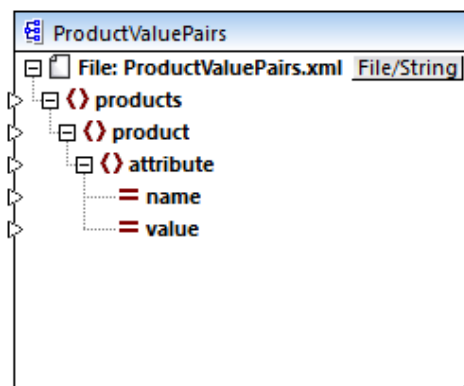 ProductValuePairs
File: ProductValuePairs.xml File/String
products
product
attribute
name
value